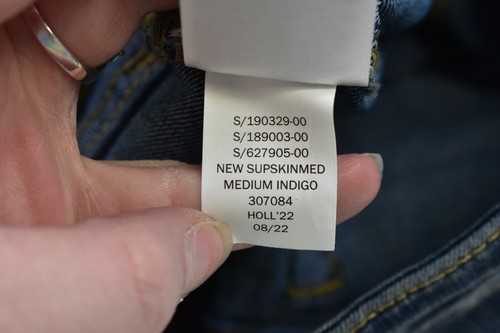 S/190329-00
S/189003-00
S/627905-00
NEW SUPSKINMED
MEDIUM INDIGO
307084
HOLL'22
08/22